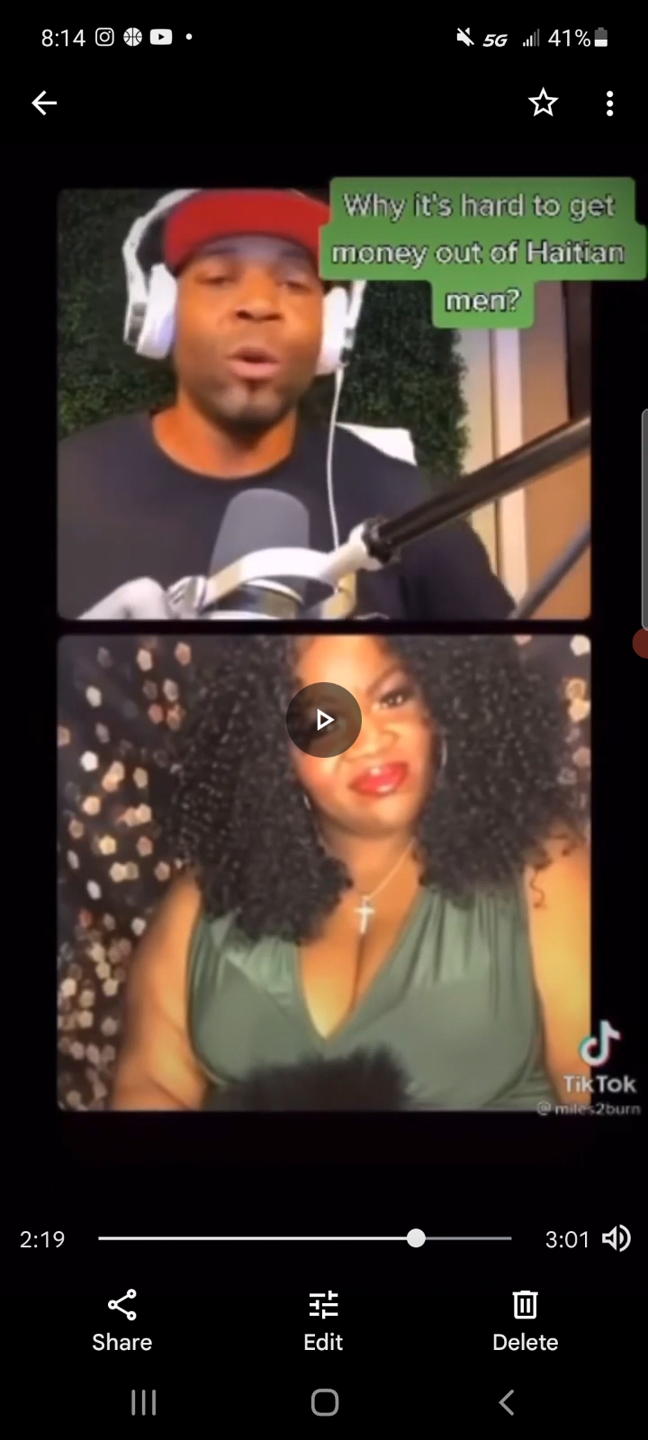 8:14
5G
41%
Why it's hard to get
money out of Haitian
men?
TikTok
@miles2burn
2:19
3:01
Share
Edit
Delete